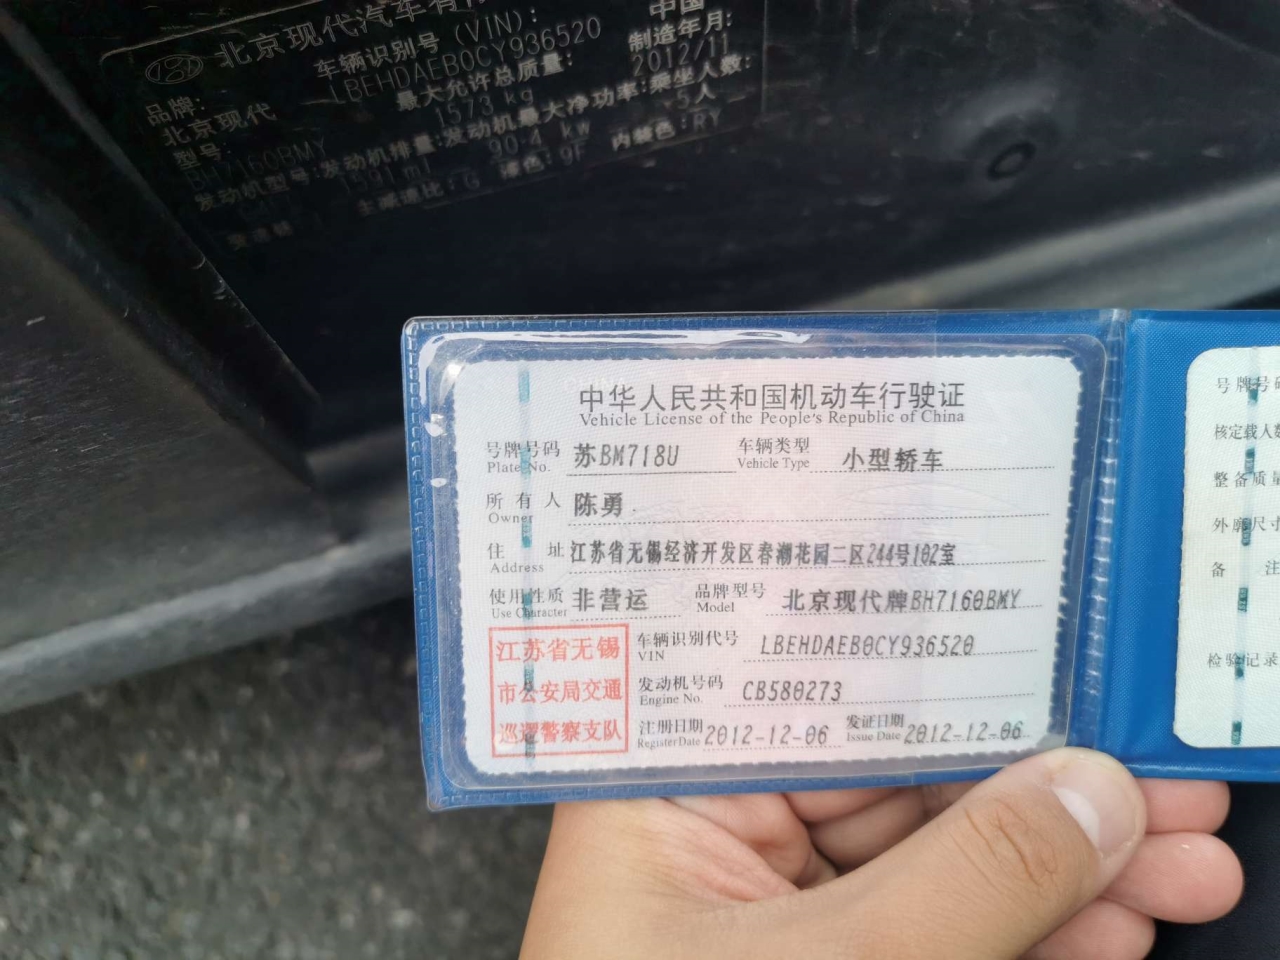 北京现代汽车有限
中国
车辆识别号 (VIN):
制造年月:
LBEHDAEB0CY936520
2012/11
品牌:
最大允许总质量:
北京现代
1573 kg
乘坐人数:
型号:
发动机最大净功率:
5人
BH7160BMY
90.4 kw
发动机型号:
发动机排量:
1591 ml
主减速比: G
漆色: 9F
内装色: RY
中华人民共和国机动车行驶证
Vehicle License of the People's Republic of China
号牌号码 苏BM718U 车辆类型 小型轿车
Plate No. Vehicle Type
所有人 陈勇
Owner
住址 江苏省无锡经济开发区春潮花园二区244号102室
Address
使用性质 非营运 品牌型号 北京现代牌BH7160BMY
Use Character Model
江苏省无锡
市公安局交通
巡逻警察支队
车辆识别代号 LBEHDAEB0CY936520
VIN
发动机号码 CB580273
Engine No.
注册日期 2012-12-06 发证日期 2012-12-06
Register Date Issue Date
号牌号码
核定载人数
整备质量
外廓尺寸
备 注
检验记录